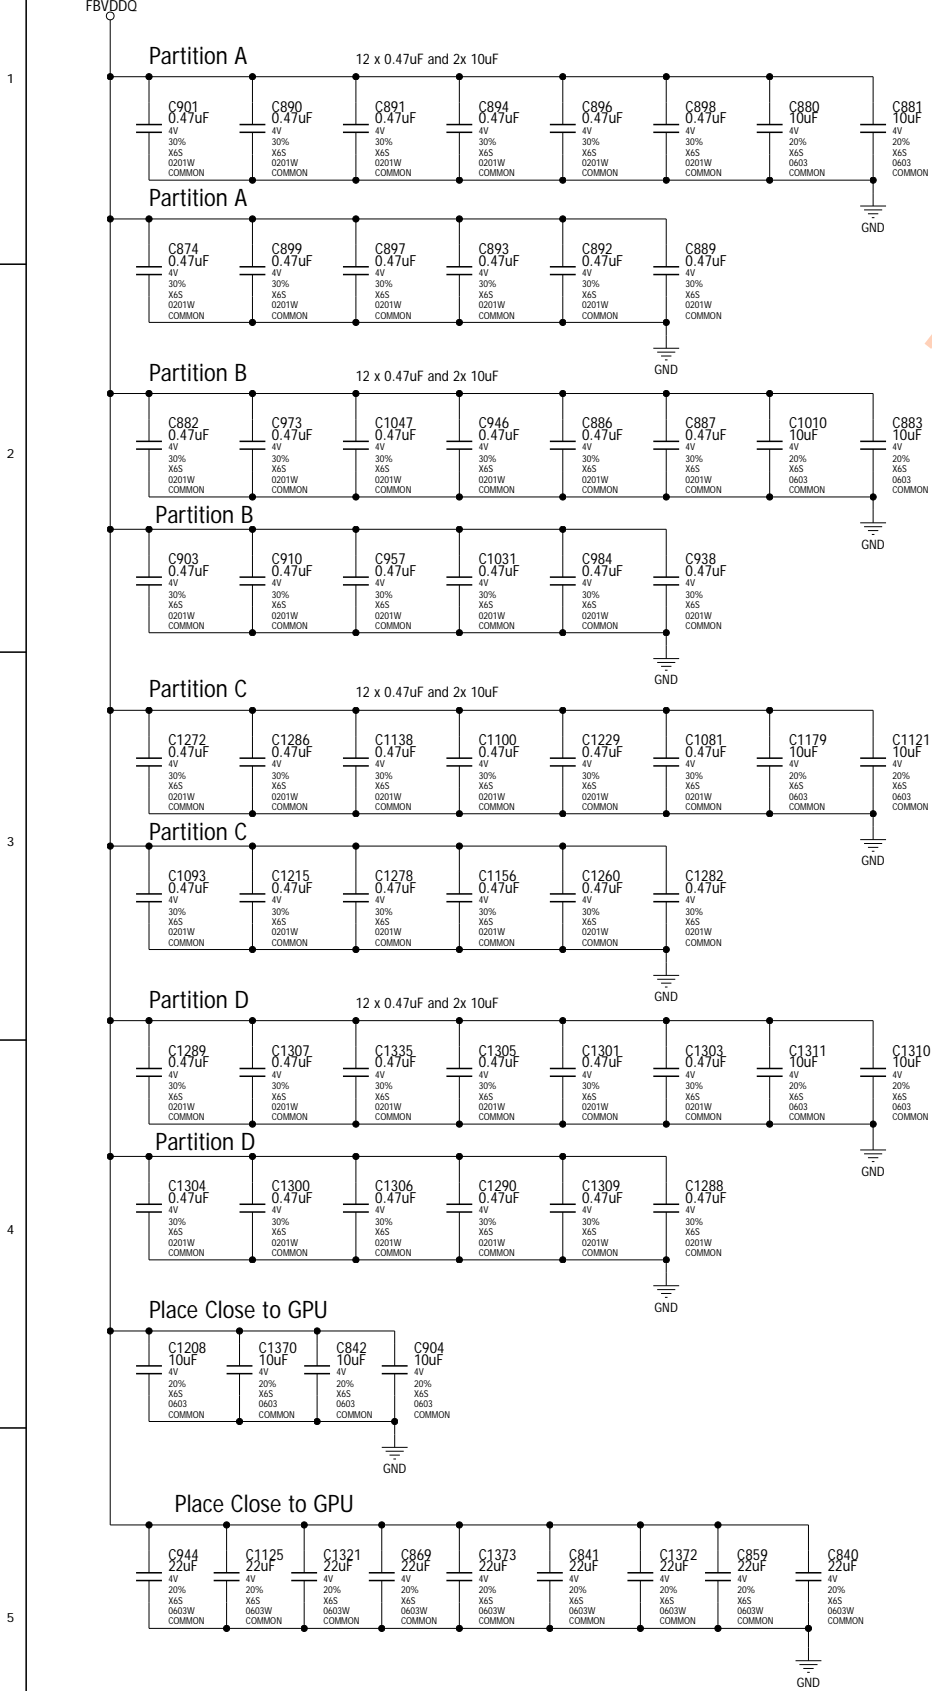 FBVDDQ
Partition A 12 x 0.47uF and 2x 10uF
1
C901 C890 C891 C894 C896 C898 C880 C881
0.47uF 0.47uF 0.47uF 0.47uF 0.47uF 0.47uF 10uF 10uF
4V 4V 4V 4V 4V 4V 4V 4V
30% 30% 30% 30% 30% 30% 20% 20%
X6S X6S X6S X6S X6S X6S X6S X6S
0201W 0201W 0201W 0201W 0201W 0201W 0603 0603
COMMON COMMON COMMON COMMON COMMON COMMON COMMON COMMON
Partition A
GND
C874 C899 C897 C893 C892 C889
0.47uF 0.47uF 0.47uF 0.47uF 0.47uF 0.47uF
4V 4V 4V 4V 4V 4V
30% 30% 30% 30% 30% 30%
X6S X6S X6S X6S X6S X6S
0201W 0201W 0201W 0201W 0201W 0201W
COMMON COMMON COMMON COMMON COMMON COMMON
GND
Partition B 12 x 0.47uF and 2x 10uF
C882 C973 C1047 C946 C886 C887 C1010 C883
0.47uF 0.47uF 0.47uF 0.47uF 0.47uF 0.47uF 10uF 10uF
4V 4V 4V 4V 4V 4V 4V 4V
2
30% 30% 30% 30% 30% 30% 20% 20%
X6S X6S X6S X6S X6S X6S X6S X6S
0201W 0201W 0201W 0201W 0201W 0201W 0603 0603
COMMON COMMON COMMON COMMON COMMON COMMON COMMON COMMON
Partition B
GND
C903 C910 C957 C1031 C984 C938
0.47uF 0.47uF 0.47uF 0.47uF 0.47uF 0.47uF
4V 4V 4V 4V 4V 4V
30% 30% 30% 30% 30% 30%
X6S X6S X6S X6S X6S X6S
0201W 0201W 0201W 0201W 0201W 0201W
COMMON COMMON COMMON COMMON COMMON COMMON
GND
Partition C 12 x 0.47uF and 2x 10uF
C1272 C1286 C1138 C1100 C1229 C1081 C1179 C1121
0.47uF 0.47uF 0.47uF 0.47uF 0.47uF 0.47uF 10uF 10uF
4V 4V 4V 4V 4V 4V 4V 4V
30% 30% 30% 30% 30% 30% 20% 20%
X6S X6S X6S X6S X6S X6S X6S X6S
0201W 0201W 0201W 0201W 0201W 0201W 0603 0603
COMMON COMMON COMMON COMMON COMMON COMMON COMMON COMMON
Partition C
3
GND
C1093 C1215 C1278 C1156 C1260 C1282
0.47uF 0.47uF 0.47uF 0.47uF 0.47uF 0.47uF
4V 4V 4V 4V 4V 4V
30% 30% 30% 30% 30% 30%
X6S X6S X6S X6S X6S X6S
0201W 0201W 0201W 0201W 0201W 0201W
COMMON COMMON COMMON COMMON COMMON COMMON
GND
Partition D 12 x 0.47uF and 2x 10uF
C1289 C1307 C1335 C1305 C1301 C1303 C1311 C1310
0.47uF 0.47uF 0.47uF 0.47uF 0.47uF 0.47uF 10uF 10uF
4V 4V 4V 4V 4V 4V 4V 4V
30% 30% 30% 30% 30% 30% 20% 20%
X6S X6S X6S X6S X6S X6S X6S X6S
0201W 0201W 0201W 0201W 0201W 0201W 0603 0603
COMMON COMMON COMMON COMMON COMMON COMMON COMMON COMMON
Partition D
GND
C1304 C1300 C1306 C1290 C1309 C1288
0.47uF 0.47uF 0.47uF 0.47uF 0.47uF 0.47uF
4V 4V 4V 4V 4V 4V
30% 30% 30% 30% 30% 30%
4
X6S X6S X6S X6S X6S X6S
0201W 0201W 0201W 0201W 0201W 0201W
COMMON COMMON COMMON COMMON COMMON COMMON
GND
Place Close to GPU
C1208 C1370 C842 C904
10uF 10uF 10uF 10uF
4V 4V 4V 4V
20% 20% 20% 20%
X6S X6S X6S X6S
0603 0603 0603 0603
COMMON COMMON COMMON COMMON
GND
Place Close to GPU
C944 C1125 C1321 C869 C1373 C841 C1372 C859 C840
22uF 22uF 22uF 22uF 22uF 22uF 22uF 22uF 22uF
4V 4V 4V 4V 4V 4V 4V 4V 4V
20% 20% 20% 20% 20% 20% 20% 20% 20%
X6S X6S X6S X6S X6S X6S X6S X6S X6S
0603W 0603W 0603W 0603W 0603W 0603W 0603W 0603W 0603W
5
COMMON COMMON COMMON COMMON COMMON COMMON COMMON COMMON COMMON
GND